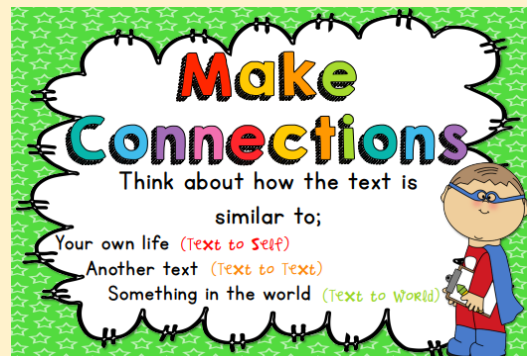 Make
Connections
Think about how the text is
similar to;
Your own life (Text to Self)
Another text (Text to Text)
Something in the world (Text to World)